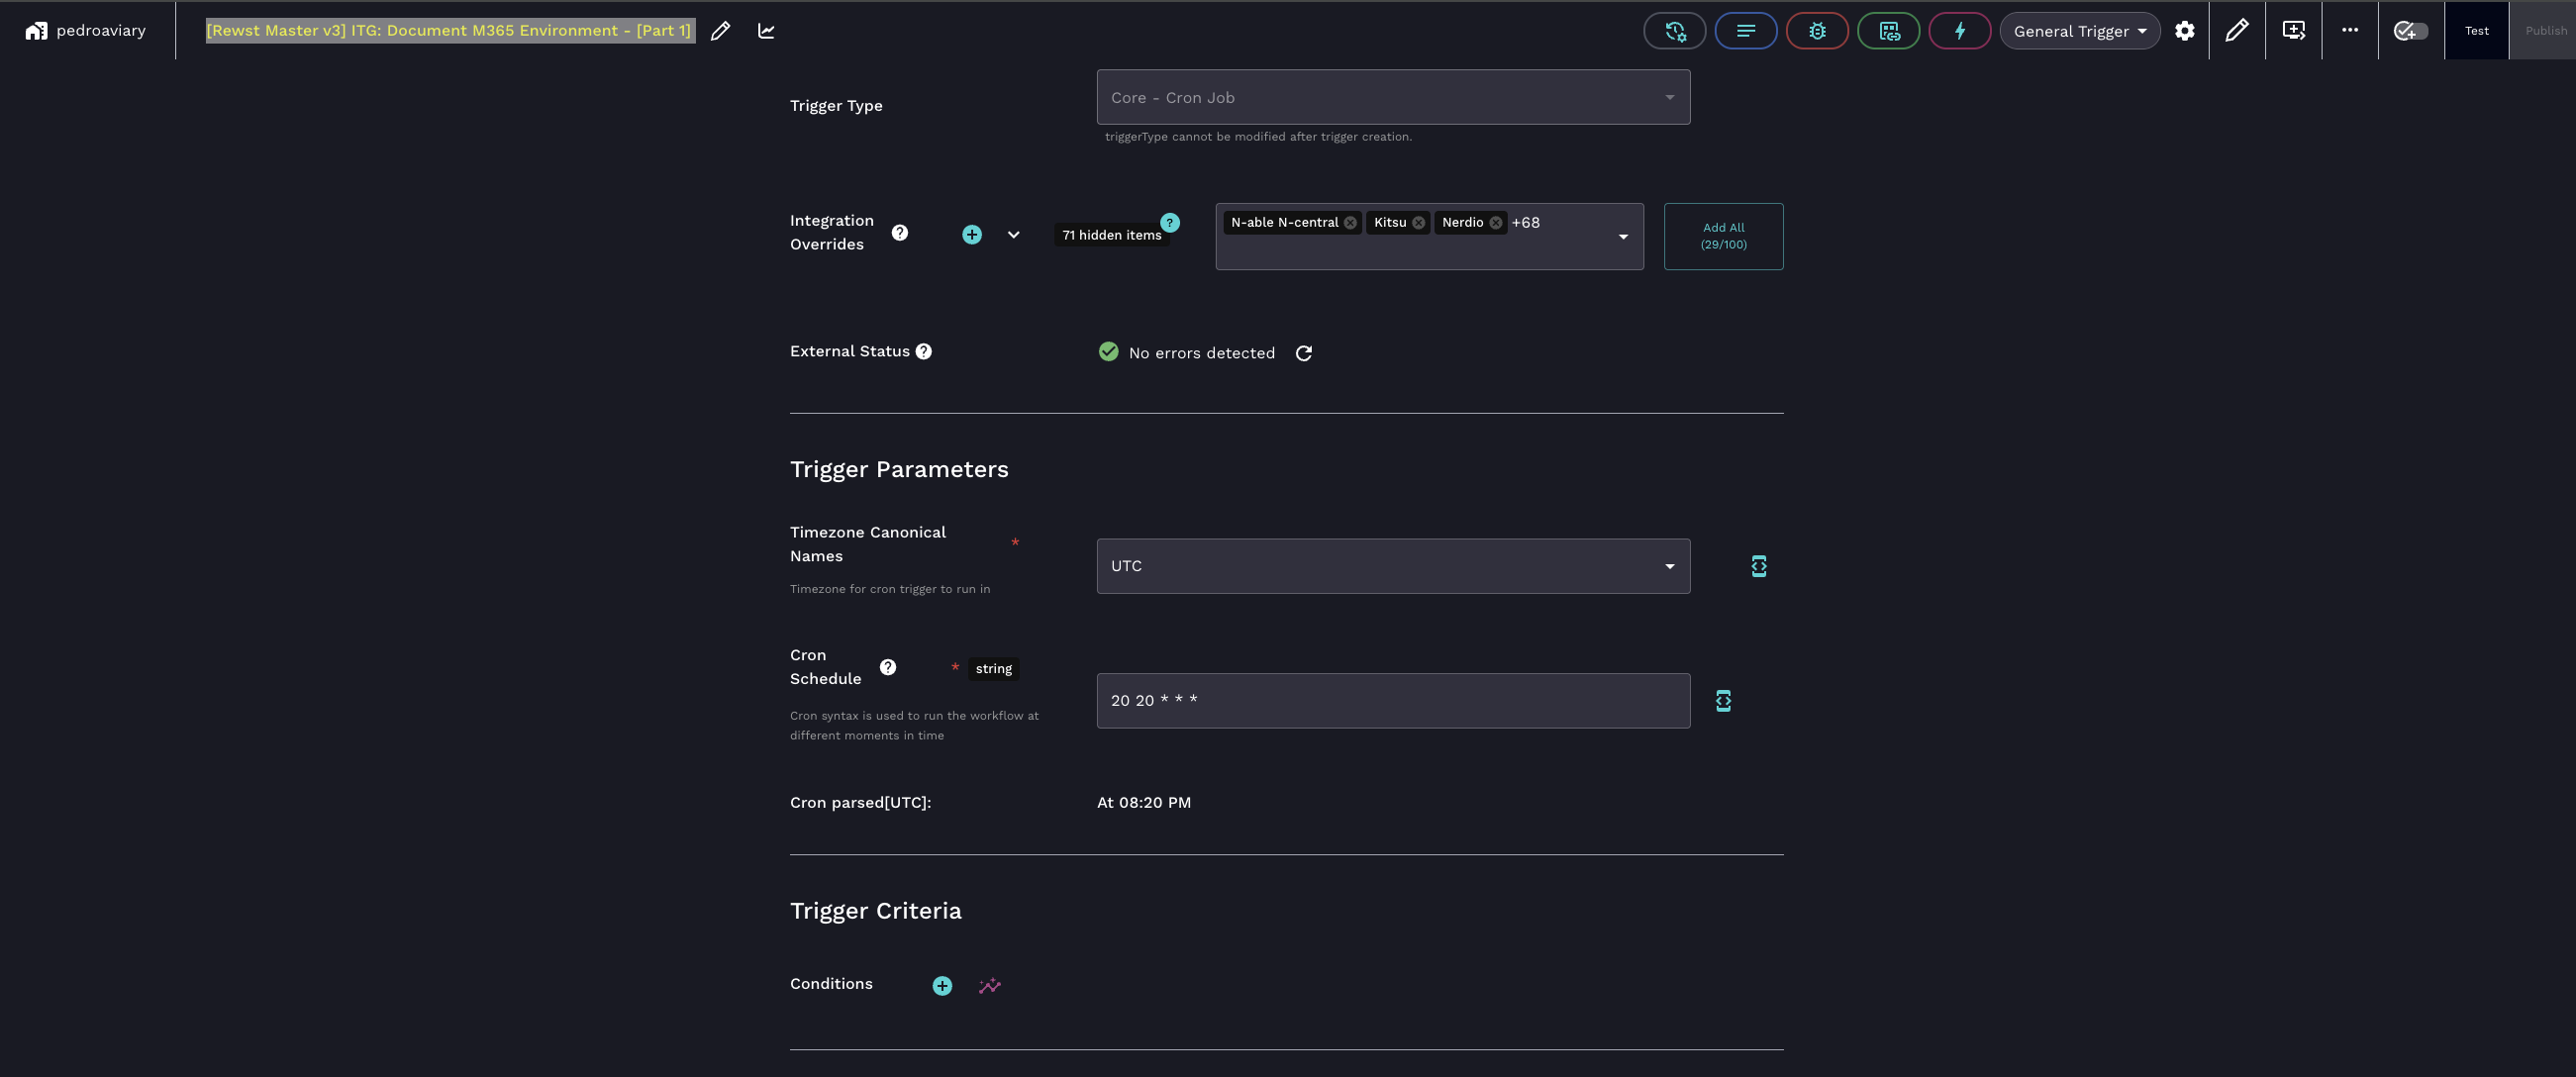 pedroaviary
[Rewst Master v3] ITG: Document M365 Environment - [Part 1]
General Trigger
Test
Publish
Trigger Type
Core - Cron Job
triggerType cannot be modified after trigger creation.
Integration
Overrides
71 hidden items
N-able N-central Kitsu Nerdio +68
Add All
(29/100)
External Status
No errors detected
Trigger Parameters
Timezone Canonical
Names
*
Timezone for cron trigger to run in
UTC
Cron
Schedule
* string
Cron syntax is used to run the workflow at
different moments in time
20 20 * * *
Cron parsed[UTC]:
At 08:20 PM
Trigger Criteria
Conditions